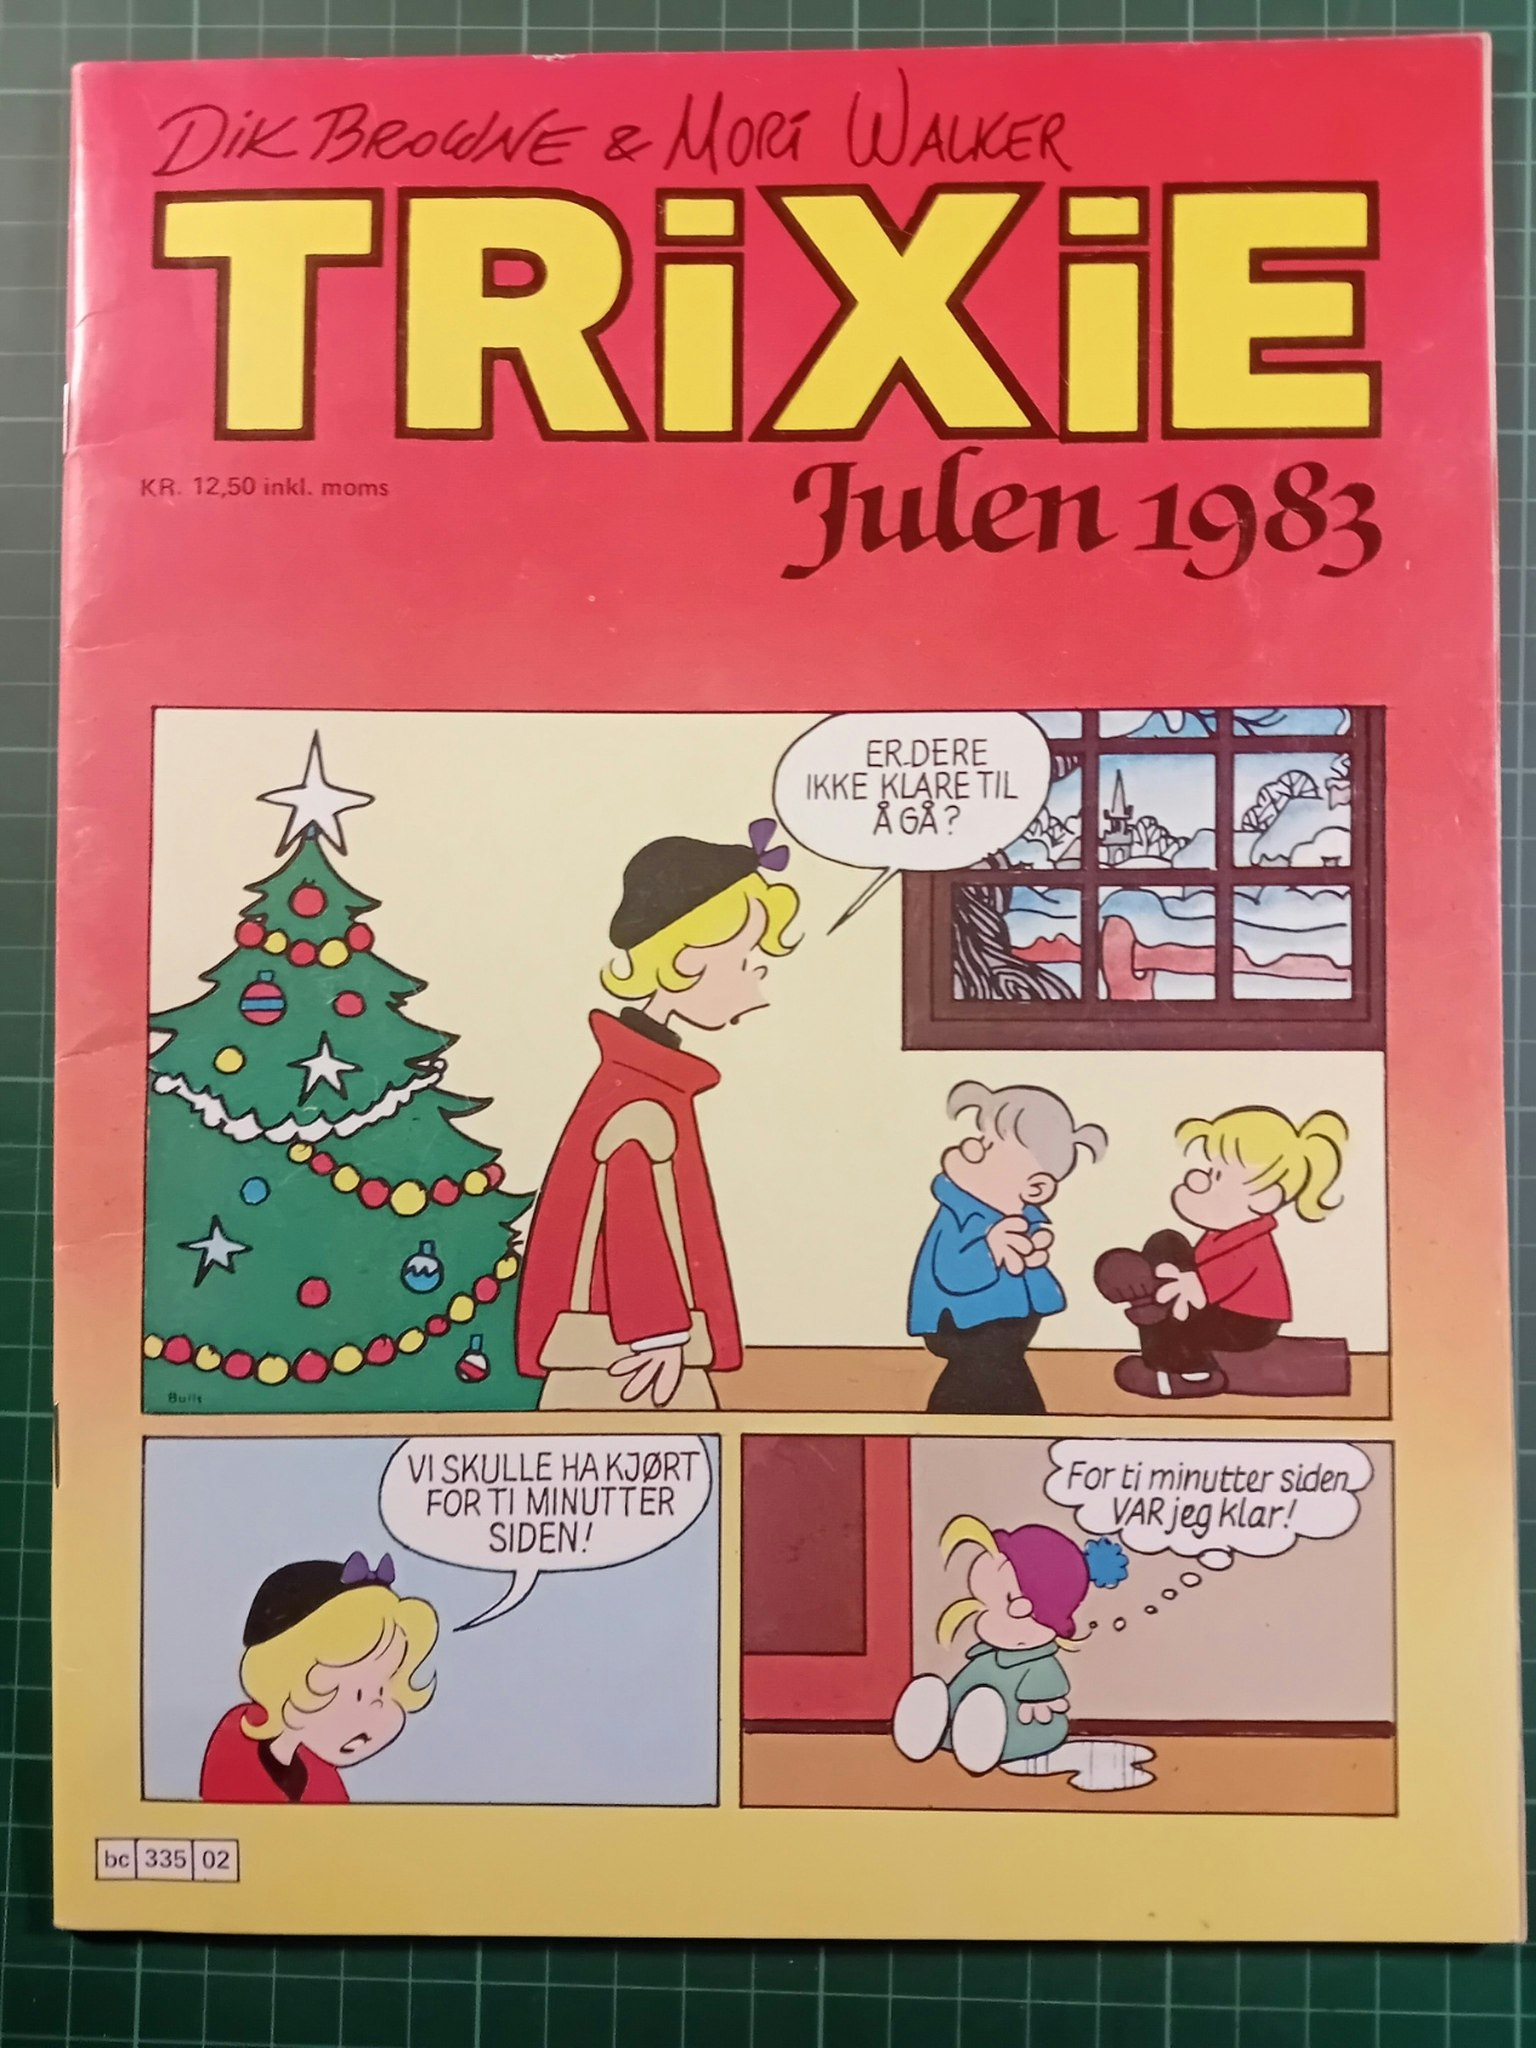 DIK BROWNE & MORT WALKER
TRiXiE
KR. 12,50 inkl. moms
Julen 1983
ER DERE
IKKE KLARE TIL
Å GÅ?
Bulls
VI SKULLE HA KJØRT
FOR TI MINUTTER
SIDEN!
For ti minutter siden
VAR jeg klar!
bc 335 02